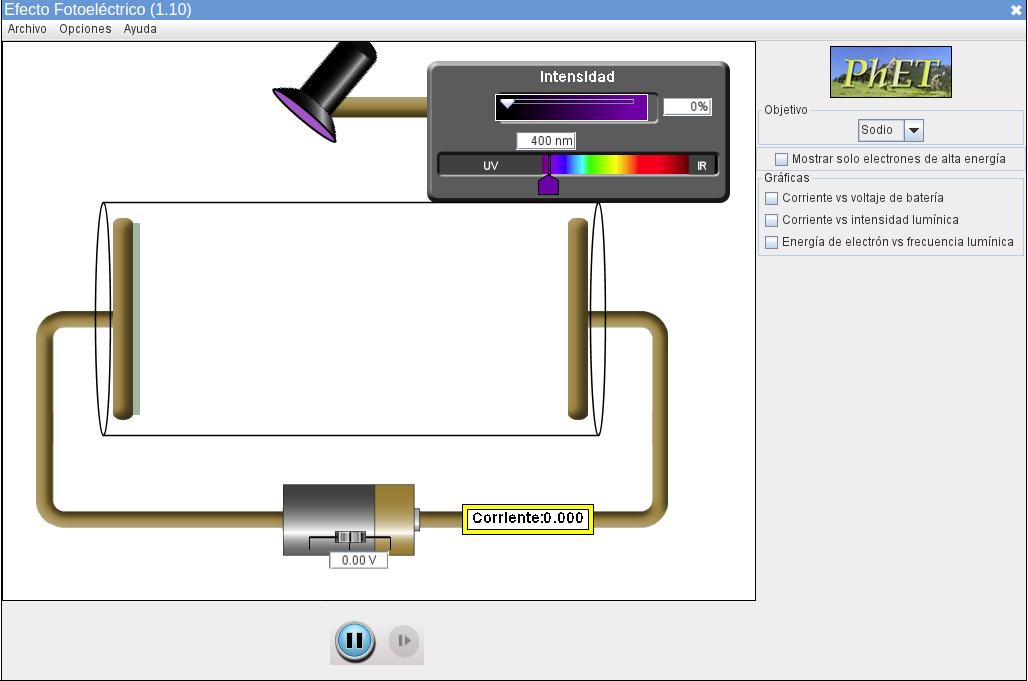 Efecto Fotoeléctrico (1.10)
Archivo Opciones Ayuda
Intensidad
0%
400 nm
UV
IR
PhET
Objetivo
Sodio
Mostrar solo electrones de alta energía
Gráficas
Corriente vs voltaje de batería
Corriente vs intensidad lumínica
Energía de electrón vs frecuencia lumínica
Corriente:0.000
0.00 V